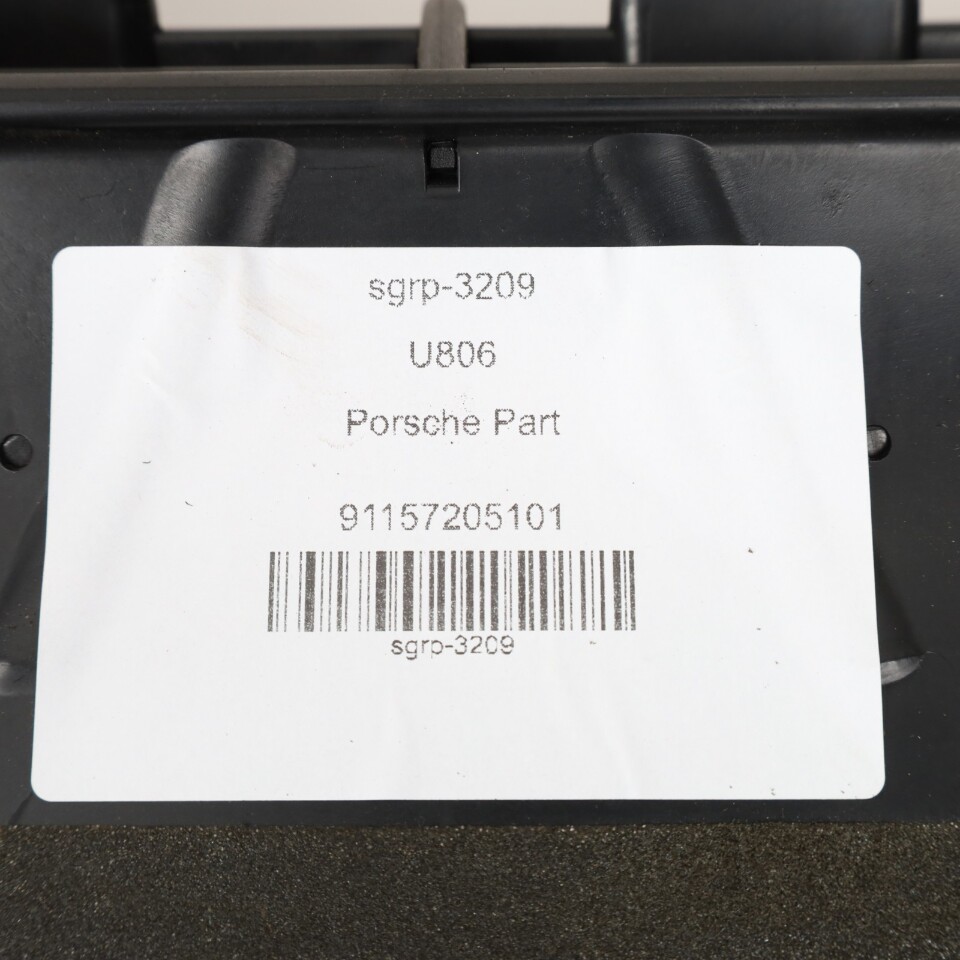 sgrp-3209
U806
Porsche Part
91157205101
sgrp-3209